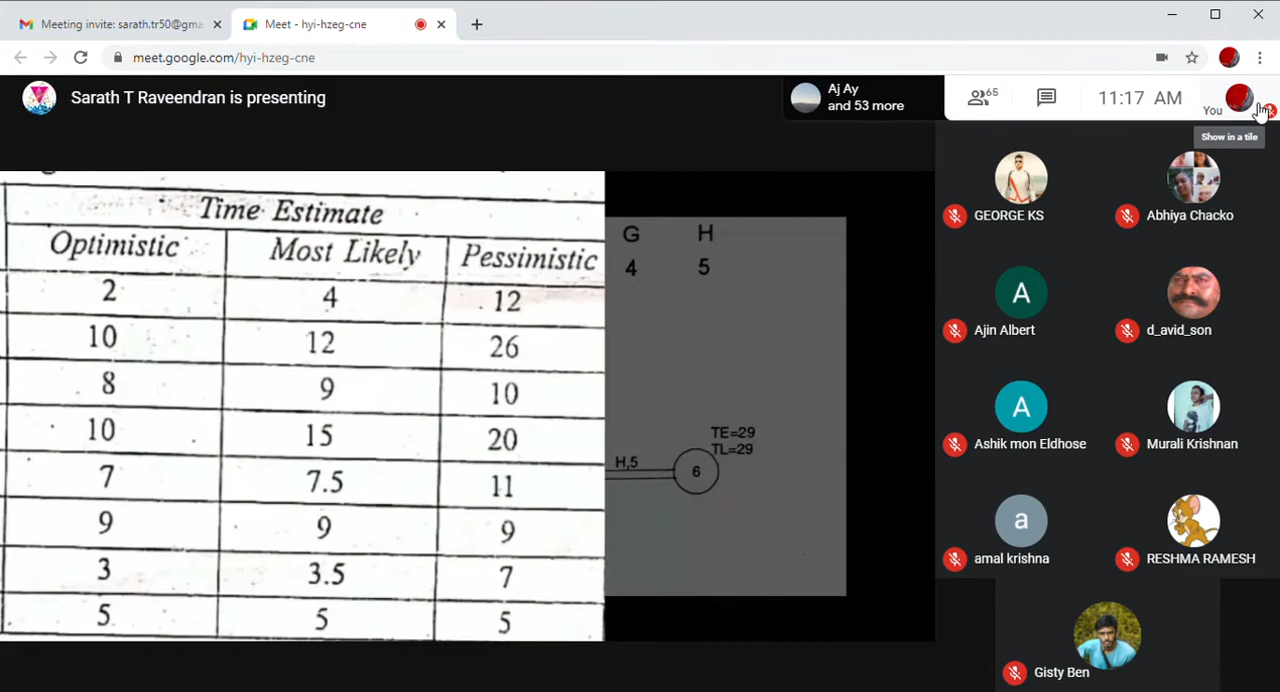 Meeting invite: sarath.tr50@gma
Meet - hyi-hzeg-cne
meet.google.com/hyi-hzeg-cne
Sarath T Raveendran is presenting
Aj Ay
and 53 more
65
11:17 AM
You
Show in a tile
Time Estimate
Optimistic Most Likely Pessimistic
2 4 12
10 12 26
8 9 10
10 15 20
7 7.5 11
9 9 9
3 3.5 7
5 5 5
G H
4 5
TE=29
TL=29
H,5
6
GEORGE KS
Abhiya Chacko
A
Ajin Albert
d_avid_son
A
Ashik mon Eldhose
Murali Krishnan
a
amal krishna
RESHMA RAMESH
Gisty Ben